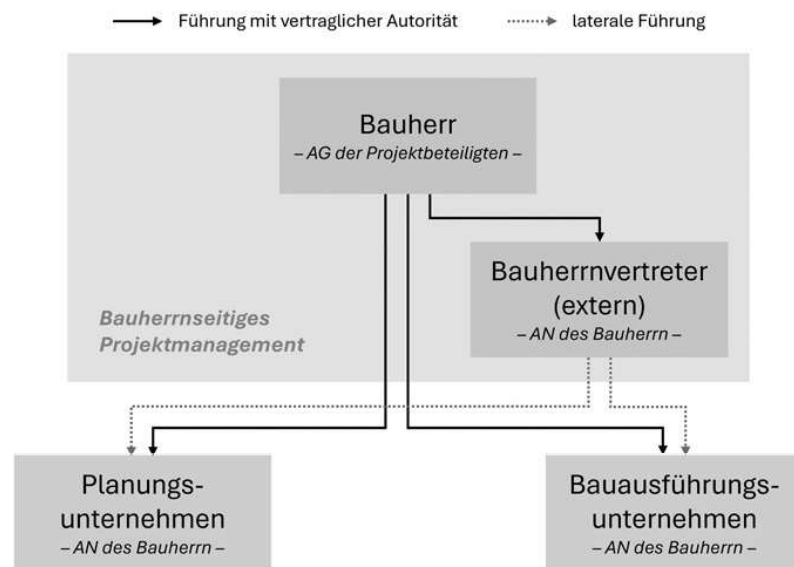 Führung mit vertraglicher Autorität
laterale Führung
Bauherr
– AG der Projektbeteiligten –
Bauherrnvertreter
(extern)
– AN des Bauherrn –
Bauherrnseitiges
Projektmanagement
Planungs-
unternehmen
– AN des Bauherrn –
Bauausführungs-
unternehmen
– AN des Bauherrn –